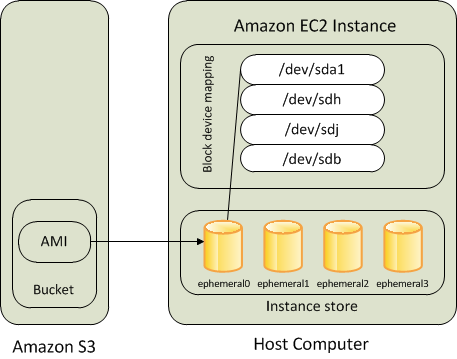 Amazon EC2 Instance
Block device mapping
/dev/sda1
/dev/sdh
/dev/sdj
/dev/sdb
AMI
Bucket
ephemeral0 ephemeral1 ephemeral2 ephemeral3
Instance store
Amazon S3
Host Computer